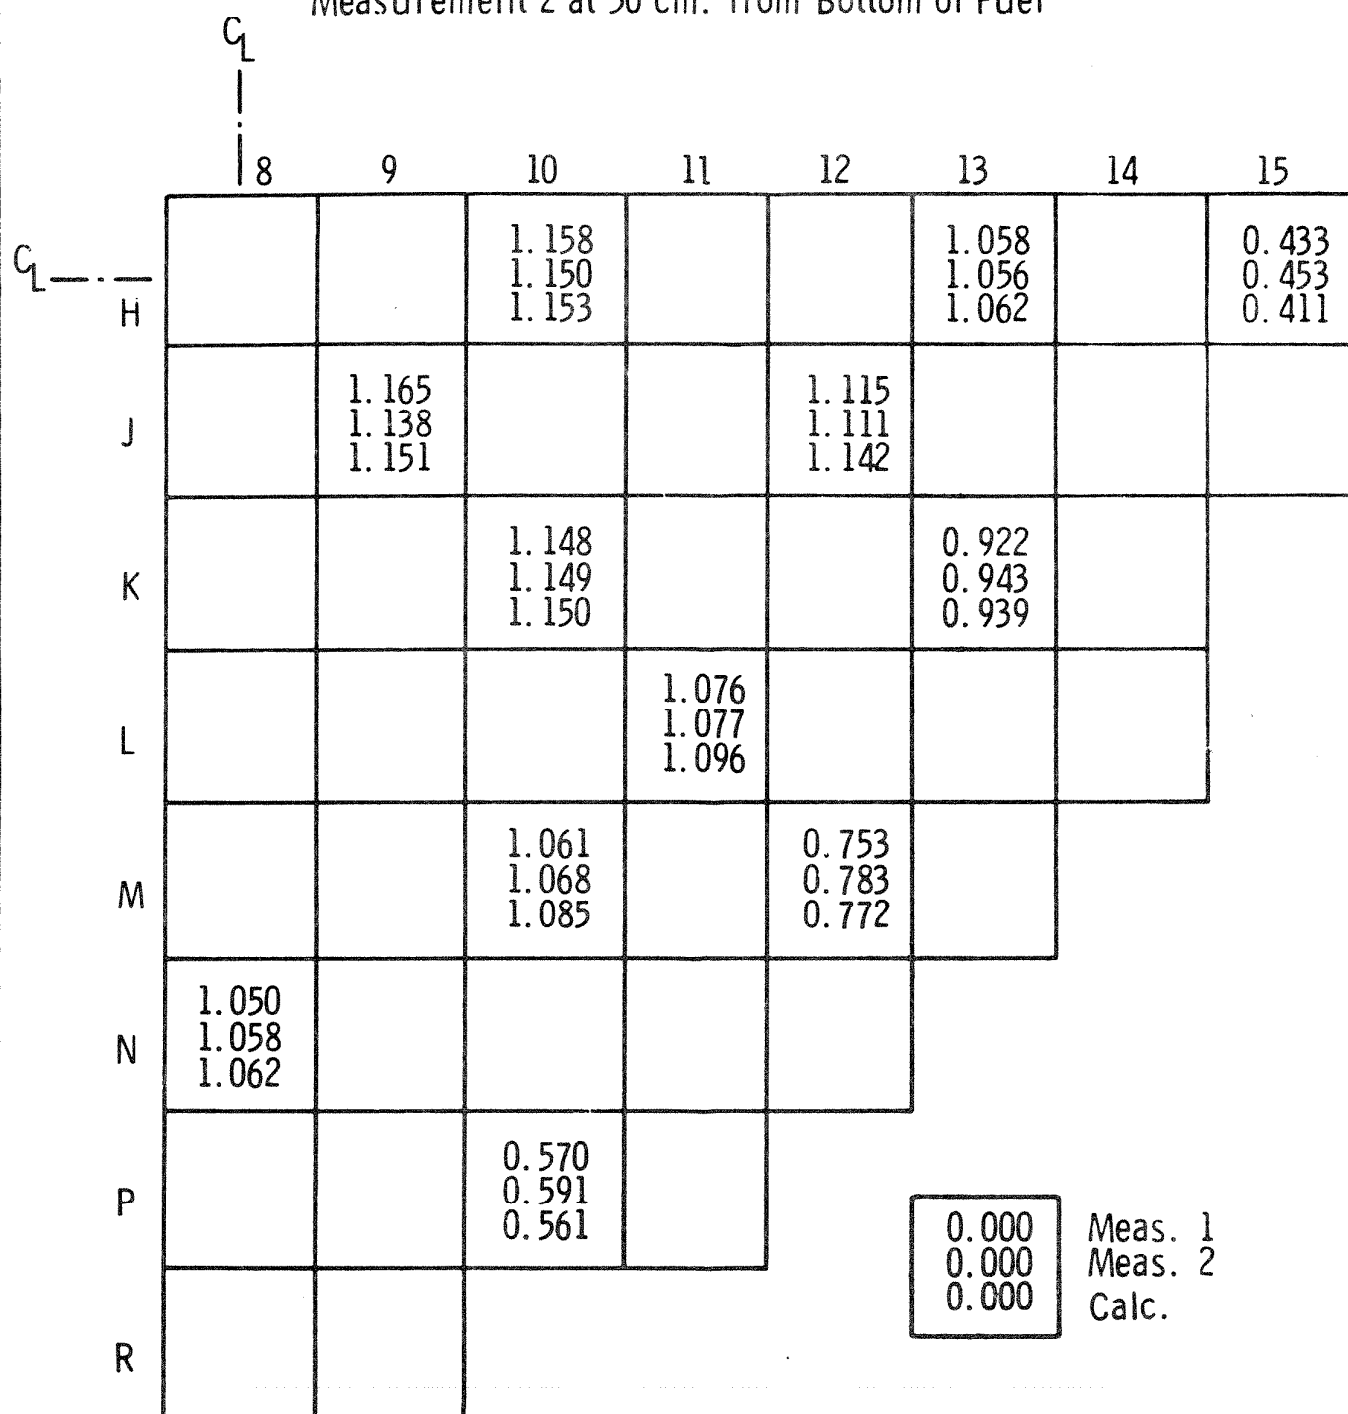 Measurement 2 at 50 cm. from Bottom of Fuel
CL
8 9 10 11 12 13 14 15
CL
H
1.158 1.058 0.433
1.150 1.056 0.453
1.153 1.062 0.411
J
1.165 1.115
1.138 1.111
1.151 1.142
K
1.148 0.922
1.149 0.943
1.150 0.939
L
1.076
1.077
1.096
M
1.061 0.753
1.068 0.783
1.085 0.772
N
1.050
1.058
1.062
P
0.570
0.591
0.561
0.000 Meas. 1
0.000 Meas. 2
0.000 Calc.
R